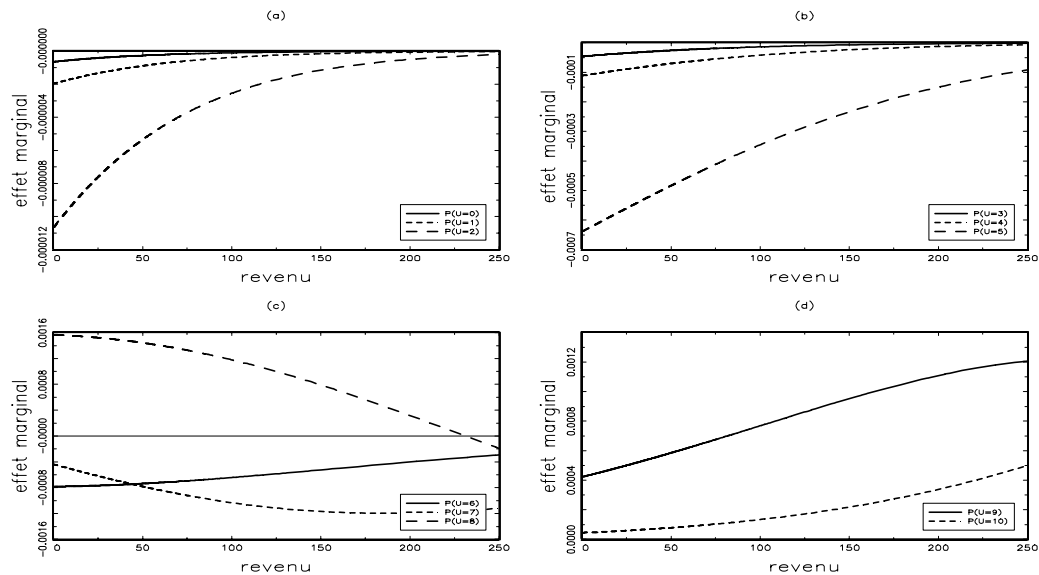 (a)
effet marginal
-0.000000
-0.000004
-0.000008
-0.000012
P(U=0)
P(U=1)
P(U=2)
0 50 100 150 200 250
revenu
(b)
effet marginal
-0.0001
-0.0003
-0.0005
-0.0007
P(U=3)
P(U=4)
P(U=5)
0 50 100 150 200 250
revenu
(c)
effet marginal
0.0016
0.0008
-0.0000
-0.0008
-0.0016
P(U=6)
P(U=7)
P(U=8)
0 50 100 150 200 250
revenu
(d)
effet marginal
0.0012
0.0008
0.0004
0.0000
P(U=9)
P(U=10)
0 50 100 150 200 250
revenu